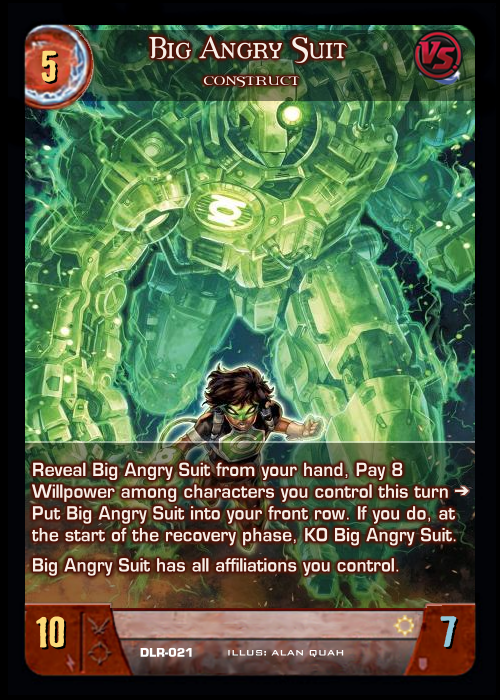 5
Big Angry Suit
VS
CONSTRUCT
Reveal Big Angry Suit from your hand, Pay 8
Willpower among characters you control this turn ➔
Put Big Angry Suit into your front row. If you do, at
the start of the recovery phase, KO Big Angry Suit.
Big Angry Suit has all affiliations you control.
10
7
DLR-021 ILLUS: ALAN QUAH